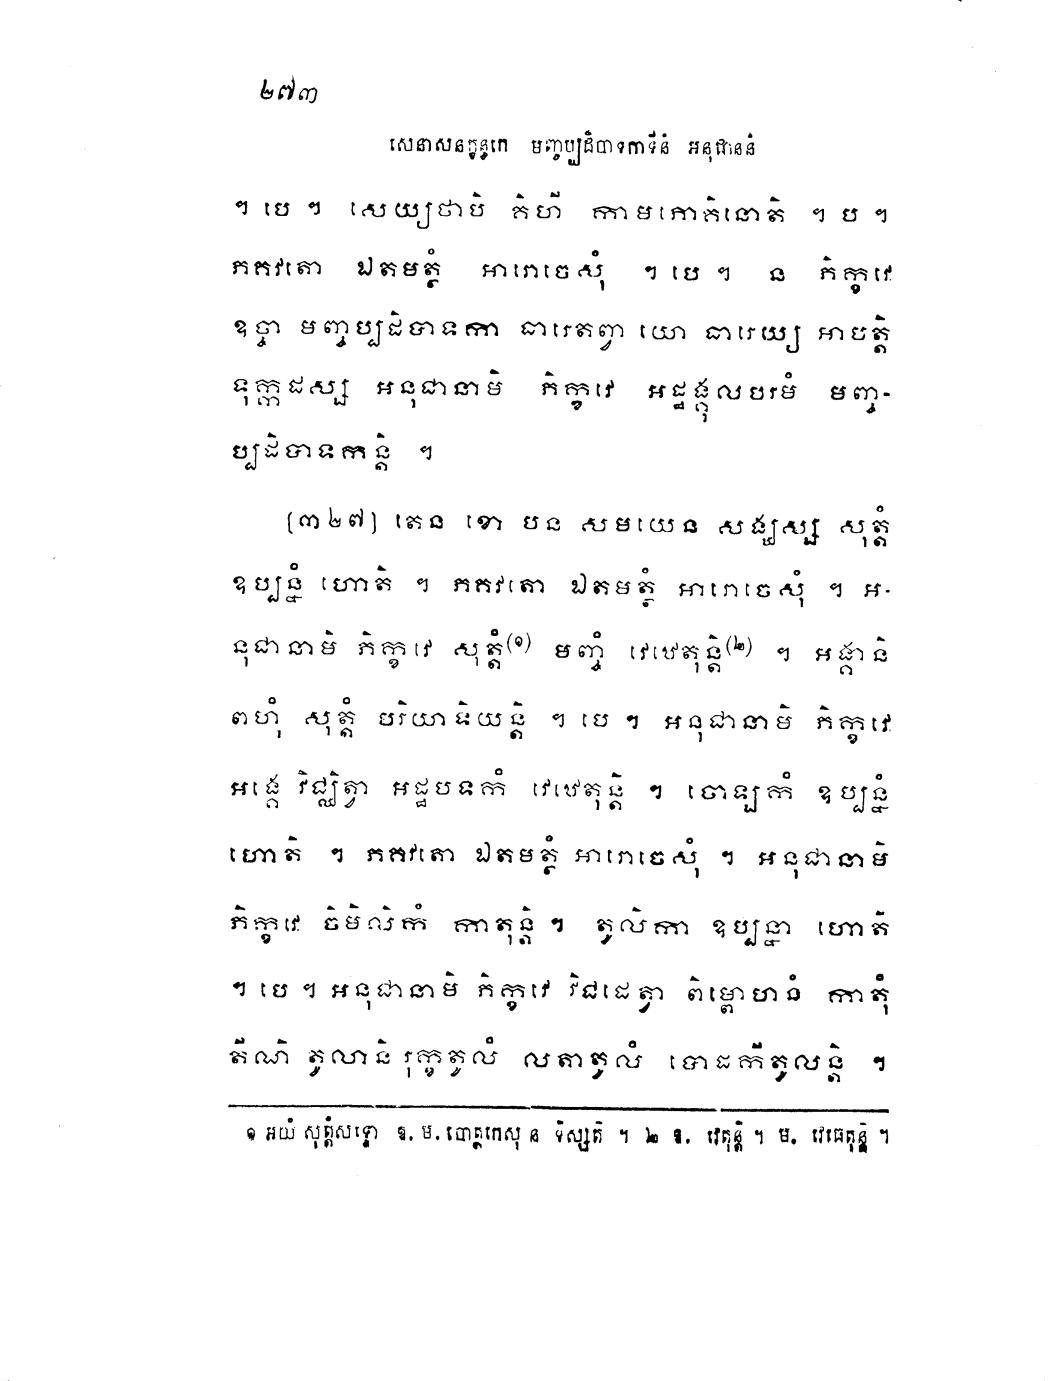 ២៧៣
សេនាសនក្ខន្ធកេ មញ្ចប្បដិបាទកាទីនំ អនុជាននំ
។ បេ ។ សេយ្យថាបិ គិហី កាមភោគិនោតិ ។ ប ។
ភគវតោ ឯតមត្ថំ អារោចេសុំ ។ បេ ។ ន ភិក្ខវេ
ឧច្ចា មញ្ចប្បដិបាទកា ធារេតព្វា យោ ធារេយ្យ អាបត្តិ
ទុក្កដស្ស អនុជានាមិ ភិក្ខវេ អដ្ឋង្គុលបរមំ មញ្ច-
ប្បដិបាទកន្តិ ។
(៣២៧) តេន ខោ បន សមយេន សង្ឃស្ស សុត្តំ
ឧប្បន្នំ ហោតិ ។ ភគវតោ ឯតមត្ថំ អារោចេសុំ ។ អ-
នុជានាមិ ភិក្ខវេ សុត្តំ(១) មញ្ចំ វេឋេតុន្តិ(២) ។ អង្គានិ
ពហុំ សុត្តំ បរិយាទិយន្តិ ។ បេ ។ អនុជានាមិ ភិក្ខវេ
អង្គេ វិជ្ឈិត្វា អដ្ឋបទកំ វេឋេតុន្តិ ។ ចោឡកំ ឧប្បន្នំ
ហោតិ ។ ភគវតោ ឯតមត្ថំ អារោចេសុំ ។ អនុជានាមិ
ភិក្ខវេ ចិមិលិកំ កាតុន្តិ ។ តូលិកា ឧប្បន្នា ហោតិ
។ បេ ។ អនុជានាមិ ភិក្ខវេ វិជដេត្វា ពិម្ពោហនំ កាតុំ
តីណិ តូលានិ រុក្ខតូលំ លតាតូលំ បោដកីតូលន្តិ ។
១ អយំ សុត្តំសទ្ទោ ឧ. ម. បោត្ថកេសុ ន ទិស្សតិ ។ ២ ឧ. វេតុន្តិ ។ ម. វេធេតុន្តិ ។